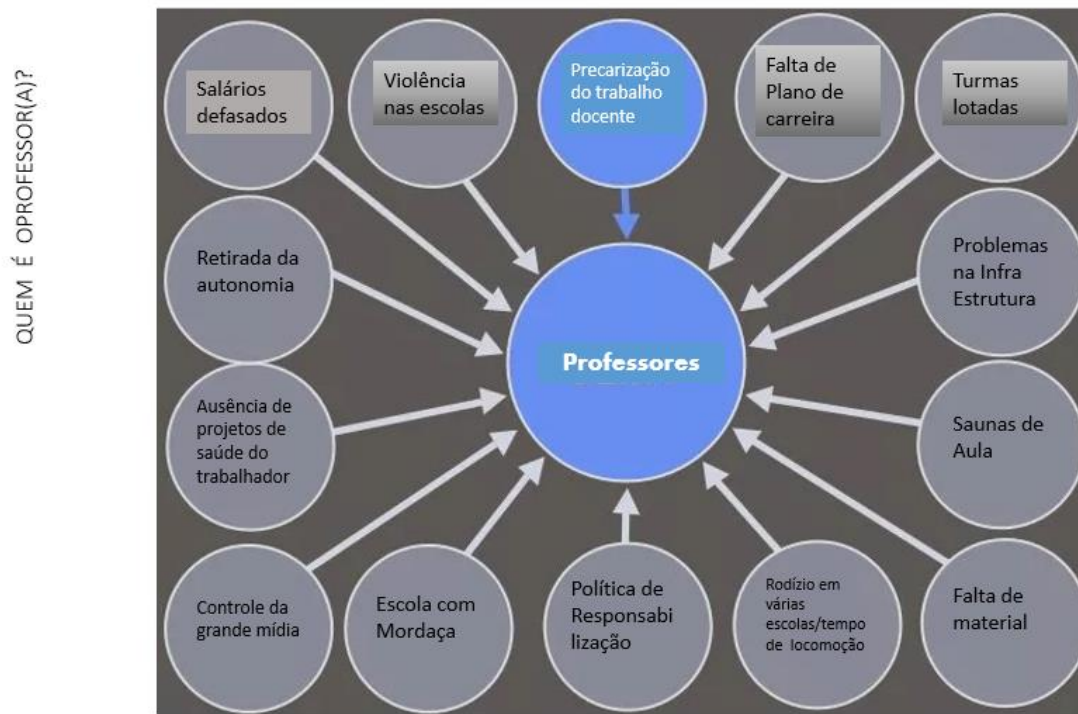 QUEM É OPROFESSOR(A)?
Salários
defasados
Violência
nas escolas
Precarização
do trabalho
docente
Falta de
Plano de
carreira
Turmas
lotadas
Retirada da
autonomia
Problemas
na Infra
Estrutura
Professores
Ausência de
projetos de
saúde do
trabalhador
Saunas de
Aula
Controle da
grande mídia
Escola com
Mordaça
Política de
Responsabi
lização
Rodízio em
várias
escolas/tempo
de locomoção
Falta de
material